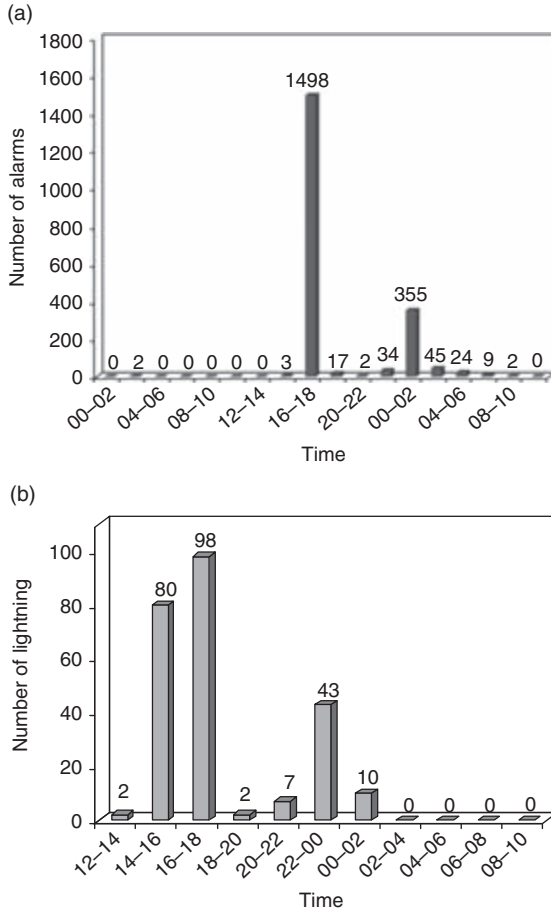 (a)
Number of alarms
1800
1600
1400
1200
1000
800
600
400
200
0
0 2 0 0 0 0 0 3 1498 17 2 34 355 45 24 9 2 0
00–02 04–06 08–10 12–14 16–18 20–22 00–02 04–06 08–10
Time
(b)
Number of lightning
100
80
60
40
20
0
2 80 98 2 7 43 10 0 0 0 0
12–14 14–16 16–18 18–20 20–22 22–00 00–02 02–04 04–06 06–08 08–10
Time